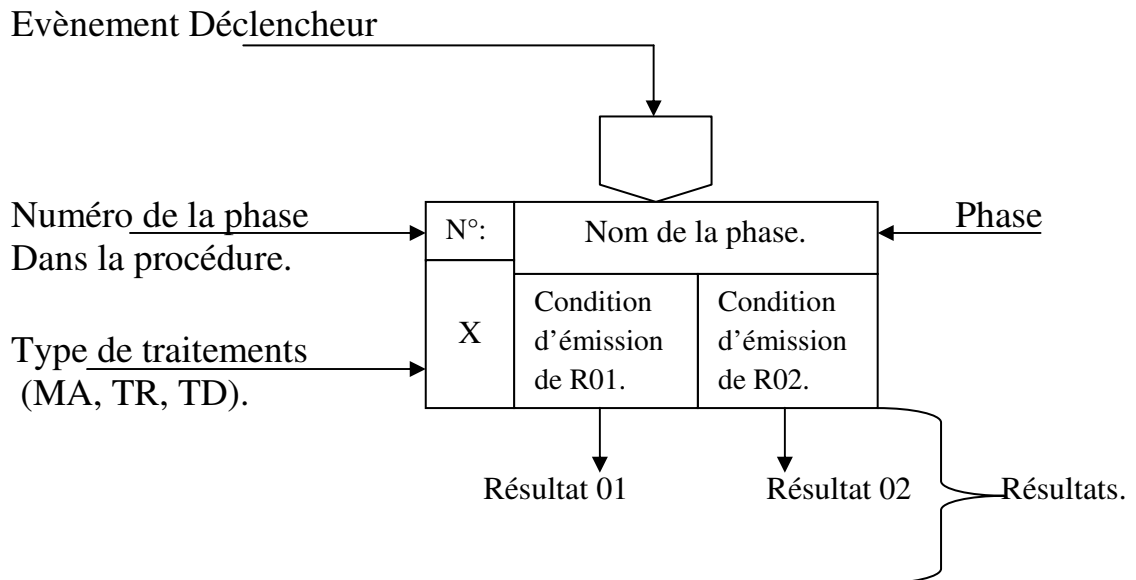 Evènement Déclencheur
Numéro de la phase
Dans la procédure.
N°:
Nom de la phase.
Phase
Type de traitements
(MA, TR, TD).
X
Condition
d’émission
de R01.
Condition
d’émission
de R02.
Résultat 01
Résultat 02
Résultats.